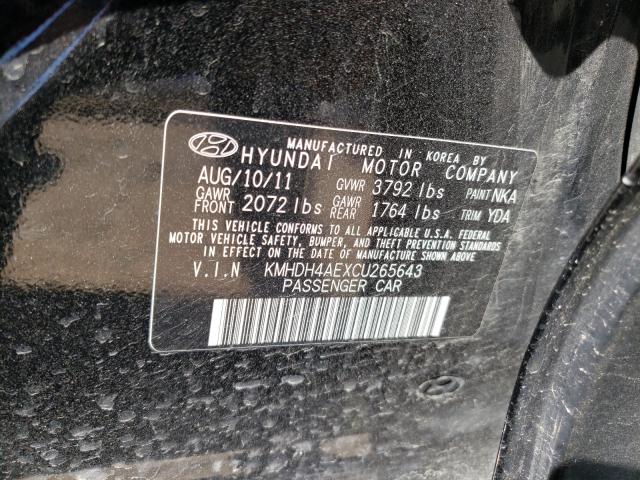 MANUFACTURED IN KOREA BY
HYUNDAI MOTOR COMPANY
AUG/10/11 GVWR 3792 lbs PAINT NKA
GAWR FRONT 2072 lbs GAWR REAR 1764 lbs TRIM YDA
THIS VEHICLE CONFORMS TO ALL APPLICABLE U.S.A. FEDERAL
MOTOR VEHICLE SAFETY, BUMPER, AND THEFT PREVENTION STANDARDS
IN EFFECT ON THE DATE OF MANUFACTURE SHOWN ABOVE.
V.I.N KMHDH4AEXCU265643
PASSENGER CAR